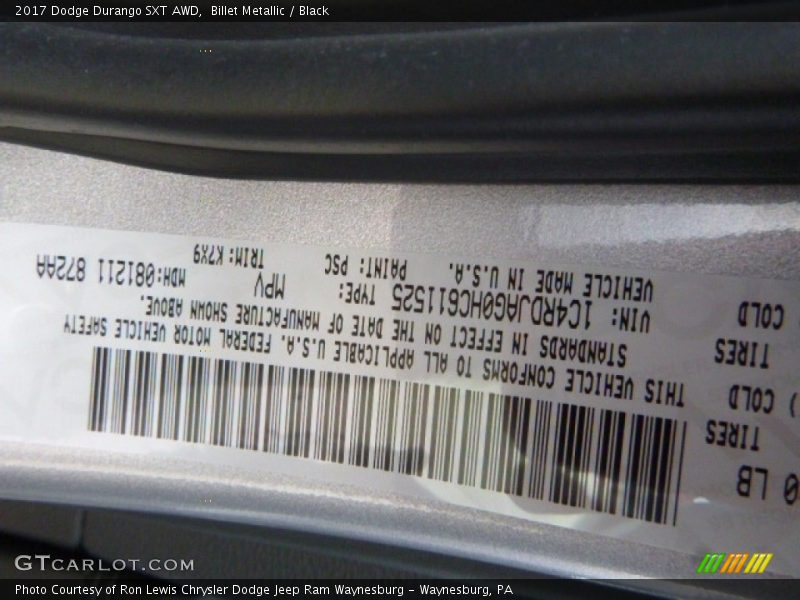 2017 Dodge Durango SXT AWD, Billet Metallic / Black
THIS VEHICLE CONFORMS TO ALL APPLICABLE U.S.A. FEDERAL MOTOR VEHICLE SAFETY
STANDARDS IN EFFECT ON THE DATE OF MANUFACTURE SHOWN ABOVE.
VIN: 1C4RDJAG0HC611525 TYPE: MPV
VEHICLE MADE IN U.S.A. PAINT: PSC TRIM: K7X9 MDH: 081211 872AA
0 LB
TIRES
) COLD
TIRES
COLD
GTCARLOT.COM
Photo Courtesy of Ron Lewis Chrysler Dodge Jeep Ram Waynesburg - Waynesburg, PA